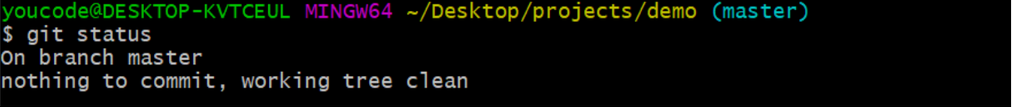 youcode@DESKTOP-KVTCEUL MINGW64 ~/Desktop/projects/demo (master)
$ git status
On branch master
nothing to commit, working tree clean